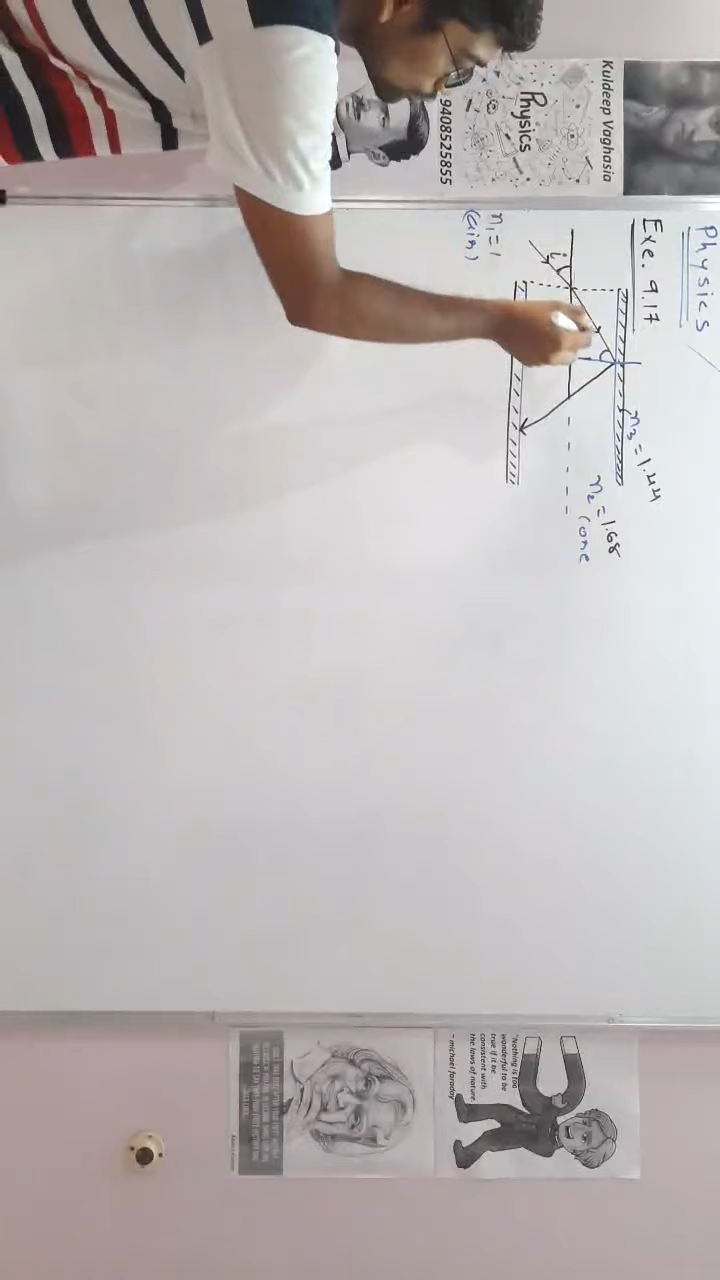 Physics
Exe. 9.17
n₃ = 1.44
n₂ = 1.68
(core
i
n₁ = 1
(air)
Kuldeep Vaghasia
Physics
9408525855
"Nothing is too
wonderful to be
true if it be
consistent with
the laws of nature.
- michael faraday